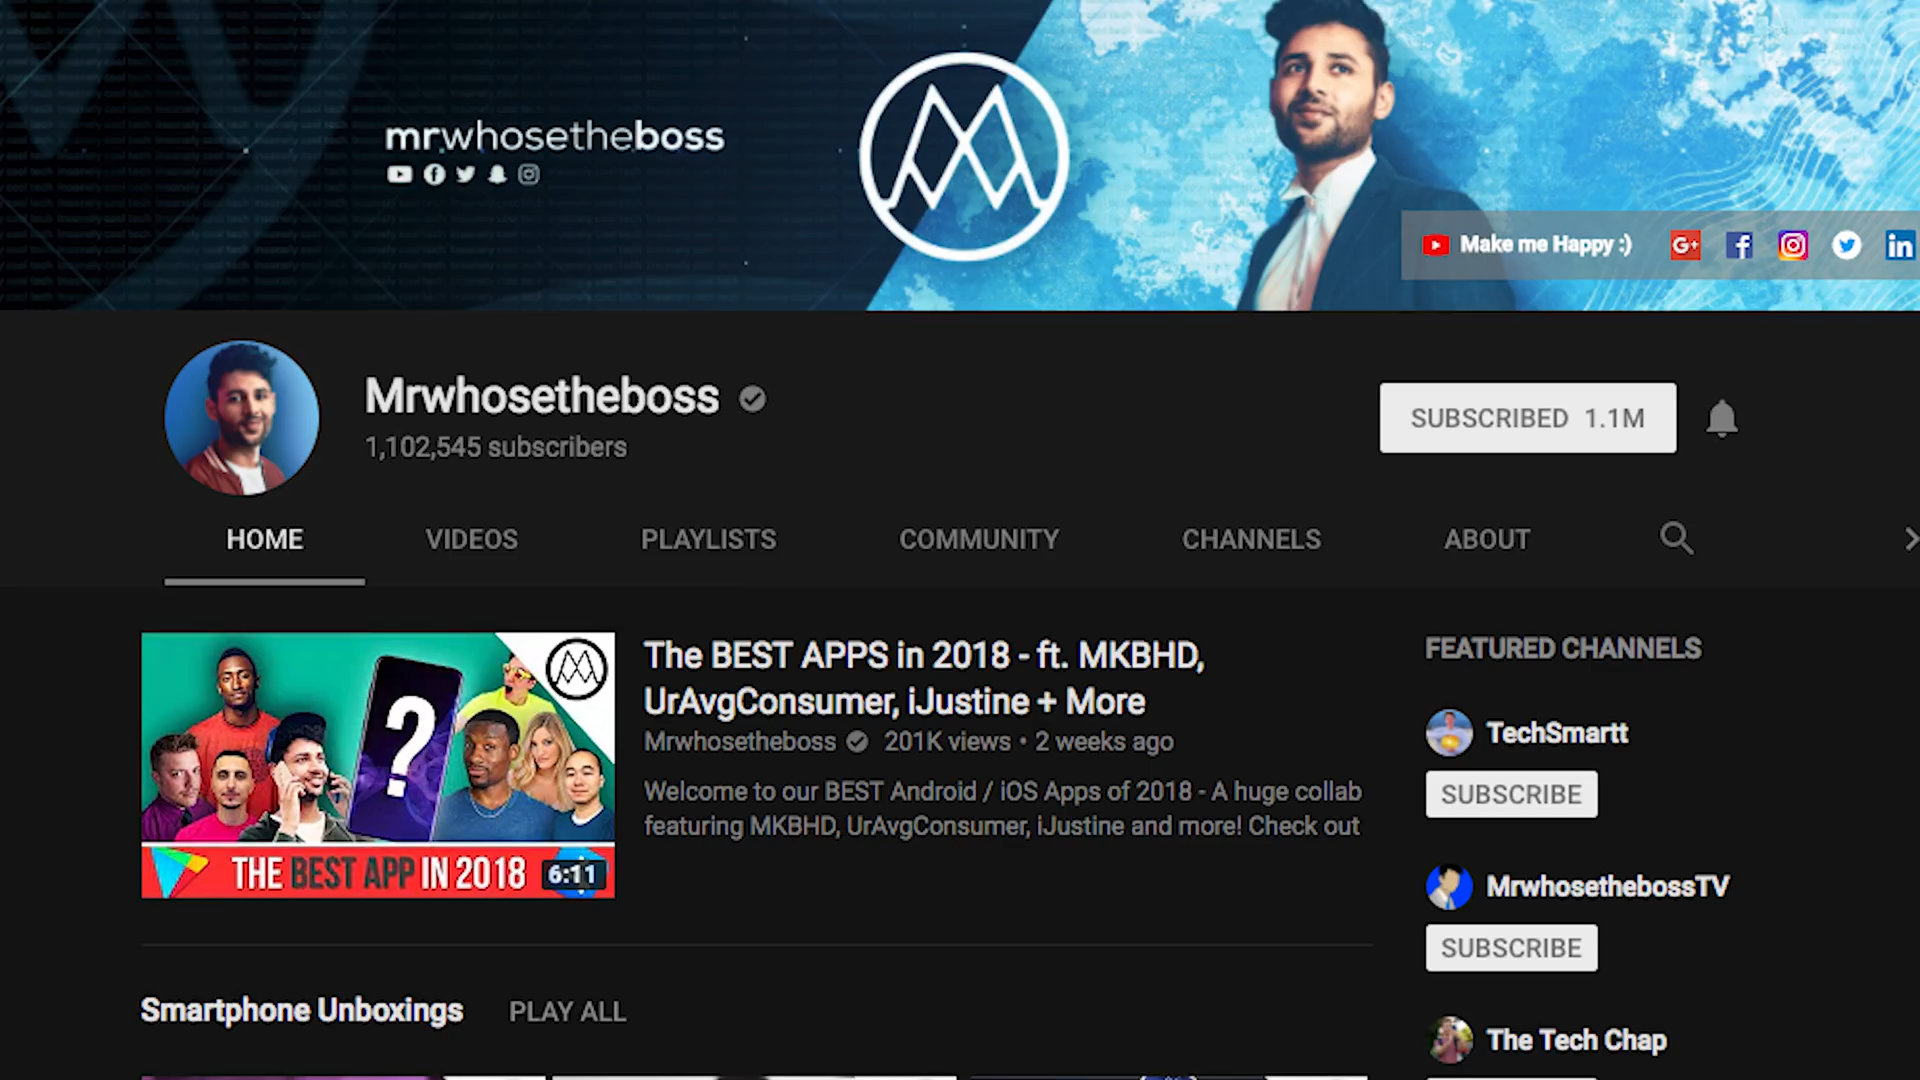 mrwhosetheboss
Make me Happy :)
Mrwhosetheboss
1,102,545 subscribers
SUBSCRIBED 1.1M
HOME VIDEOS PLAYLISTS COMMUNITY CHANNELS ABOUT
The BEST APPS in 2018 - ft. MKBHD,
UrAvgConsumer, iJustine + More
Mrwhosetheboss 201K views • 2 weeks ago
Welcome to our BEST Android / iOS Apps of 2018 - A huge collab
featuring MKBHD, UrAvgConsumer, iJustine and more! Check out
?
THE BEST APP IN 2018
6:11
FEATURED CHANNELS
TechSmartt
SUBSCRIBE
MrwhosethebossTV
SUBSCRIBE
The Tech Chap
Smartphone Unboxings PLAY ALL